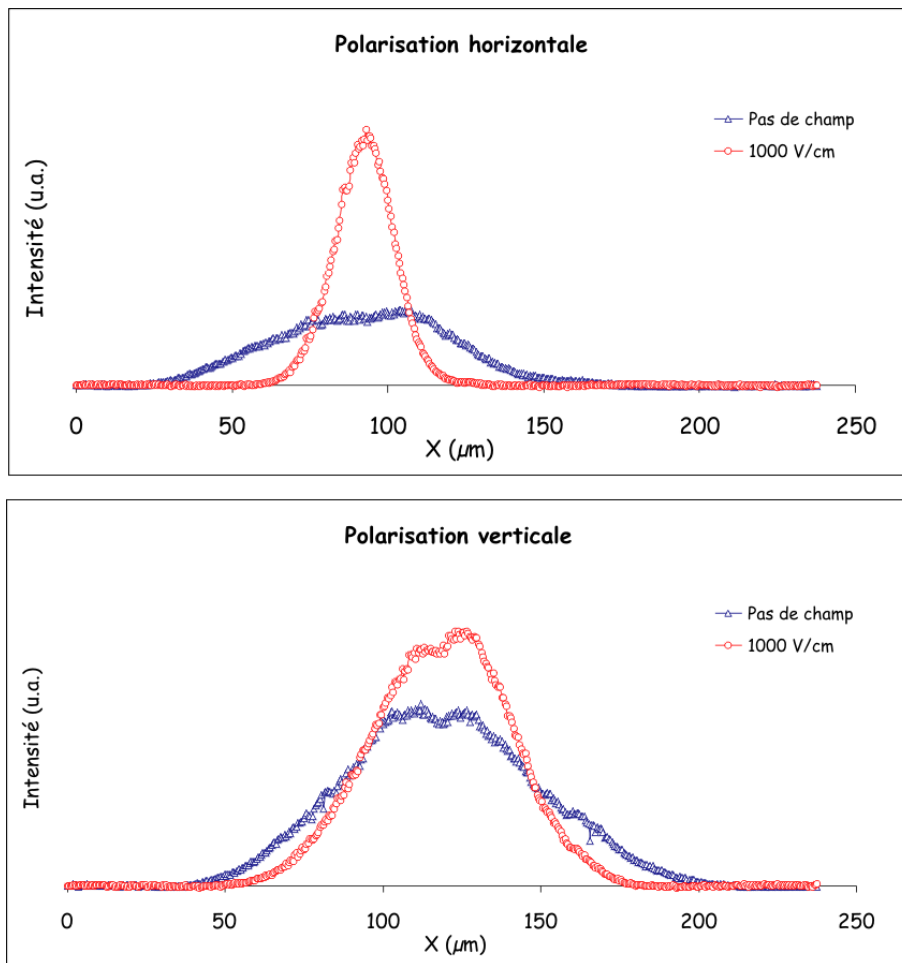 Polarisation horizontale
Pas de champ
1000 V/cm
Intensité (u.a.)
0 50 100 150 200 250
X (µm)
Polarisation verticale
Pas de champ
1000 V/cm
Intensité (u.a.)
0 50 100 150 200 250
X (µm)